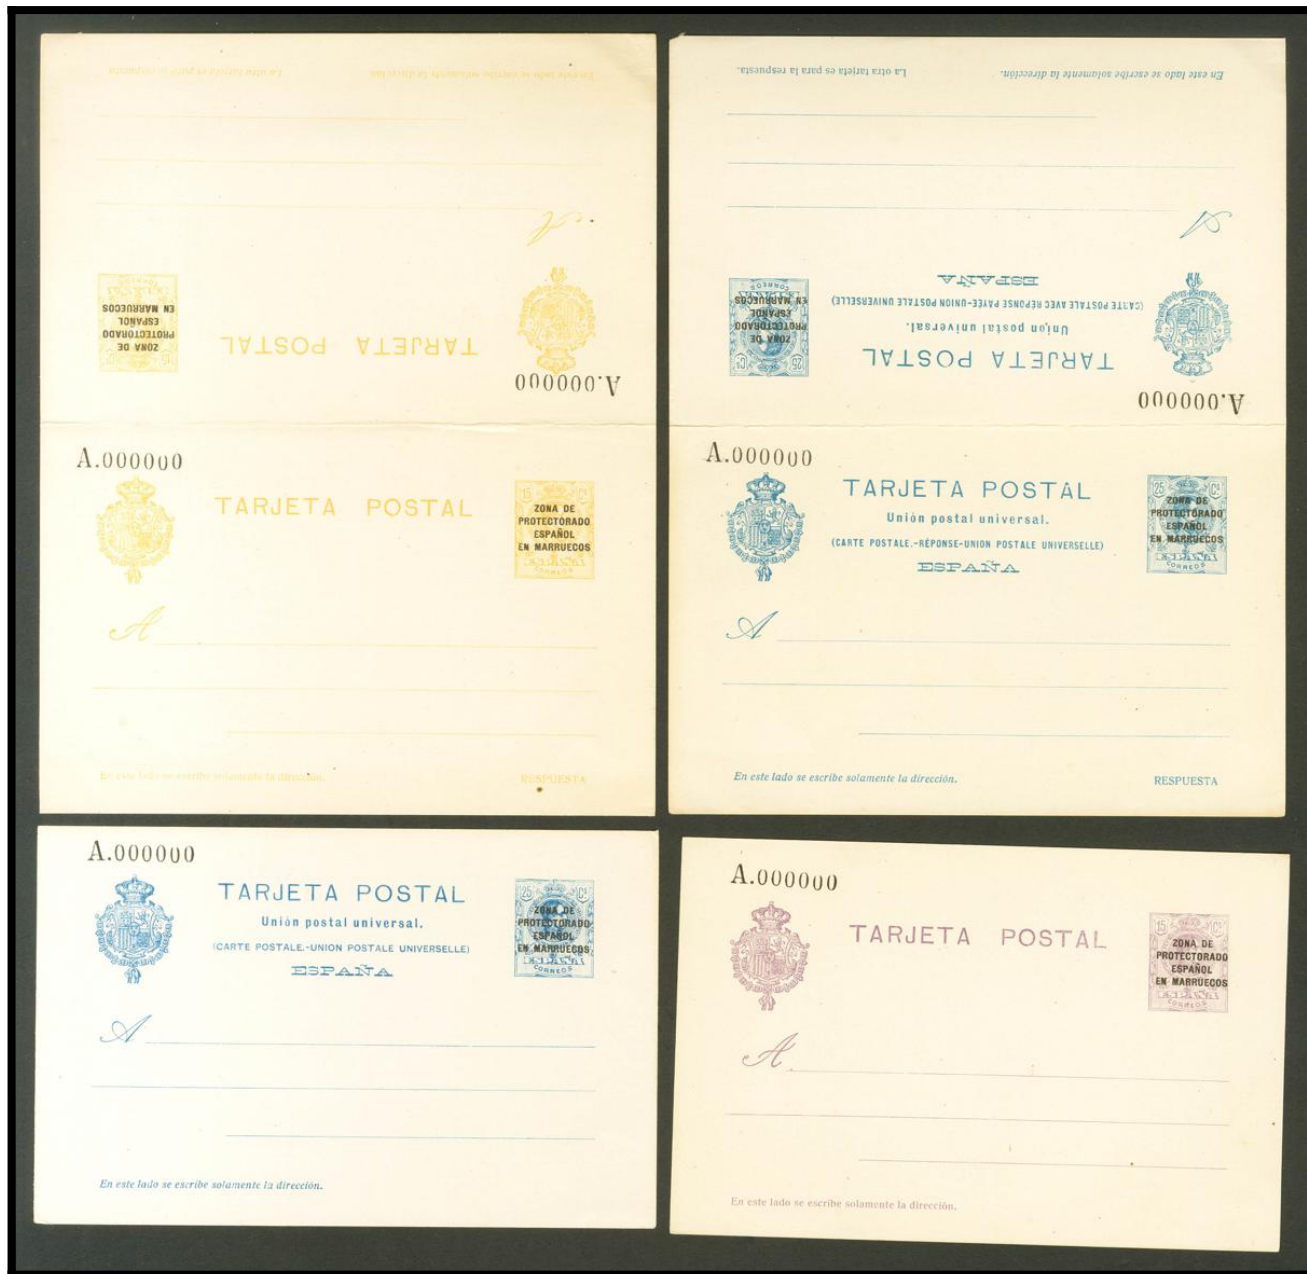 En este lado se escribe solamente la dirección. La otra tarjeta es para la respuesta.
A
TARJETA POSTAL
15 Cs
ZONA DE
PROTECTORADO
ESPAÑOL
EN MARRUECOS
CORREOS
A.000000
A.000000
TARJETA POSTAL
15 Cs
ZONA DE
PROTECTORADO
ESPAÑOL
EN MARRUECOS
CORREOS
A
En este lado se escribe solamente la dirección. RESPUESTA
A.000000
TARJETA POSTAL
Unión postal universal.
(CARTE POSTALE AVEC RÉPONSE PAYÉE-UNION POSTALE UNIVERSELLE)
ESPAÑA
25 Cs
ZONA DE
PROTECTORADO
ESPAÑOL
EN MARRUECOS
CORREOS
A
En este lado se escribe solamente la dirección. La otra tarjeta es para la respuesta.
A.000000
TARJETA POSTAL
Unión postal universal.
(CARTE POSTALE.-RÉPONSE-UNION POSTALE UNIVERSELLE)
ESPAÑA
25 Cs
ZONA DE
PROTECTORADO
ESPAÑOL
EN MARRUECOS
ESPAÑA
CORREOS
A
En este lado se escribe solamente la dirección. RESPUESTA
A.000000
TARJETA POSTAL
Unión postal universal.
(CARTE POSTALE.-UNION POSTALE UNIVERSELLE)
ESPAÑA
25 Cs
ZONA DE
PROTECTORADO
ESPAÑOL
EN MARRUECOS
ESPAÑA
CORREOS
A
En este lado se escribe solamente la dirección.
A.000000
TARJETA POSTAL
15 Cs
ZONA DE
PROTECTORADO
ESPAÑOL
EN MARRUECOS
ESPAÑA
CORREOS
A
En este lado se escribe solamente la dirección.